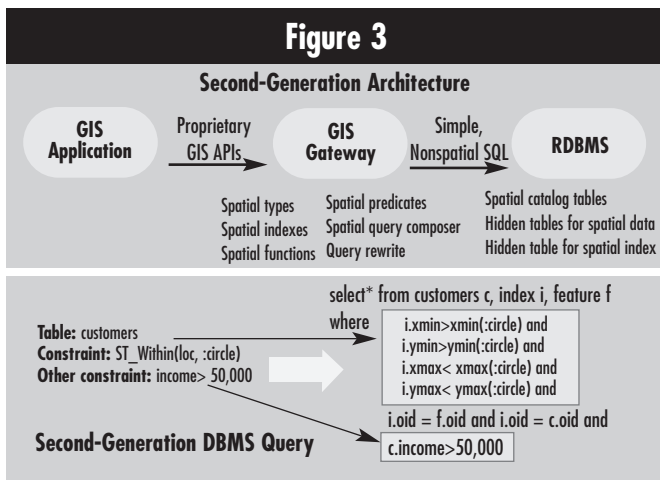 Figure 3
Second-Generation Architecture
GIS
Application
Proprietary
GIS APIs
GIS
Gateway
Simple,
Nonspatial SQL
RDBMS
Spatial types
Spatial indexes
Spatial functions
Spatial predicates
Spatial query composer
Query rewrite
Spatial catalog tables
Hidden tables for spatial data
Hidden table for spatial index
Table: customers
Constraint: ST_Within(loc, :circle)
Other constraint: income> 50,000
select* from customers c, index i, feature f
where
i.xmin>xmin(:circle) and
i.ymin>ymin(:circle) and
i.xmax< xmax(:circle) and
i.ymax< ymax(:circle) and
i.oid = f.oid and i.oid = c.oid and
c.income>50,000
Second-Generation DBMS Query